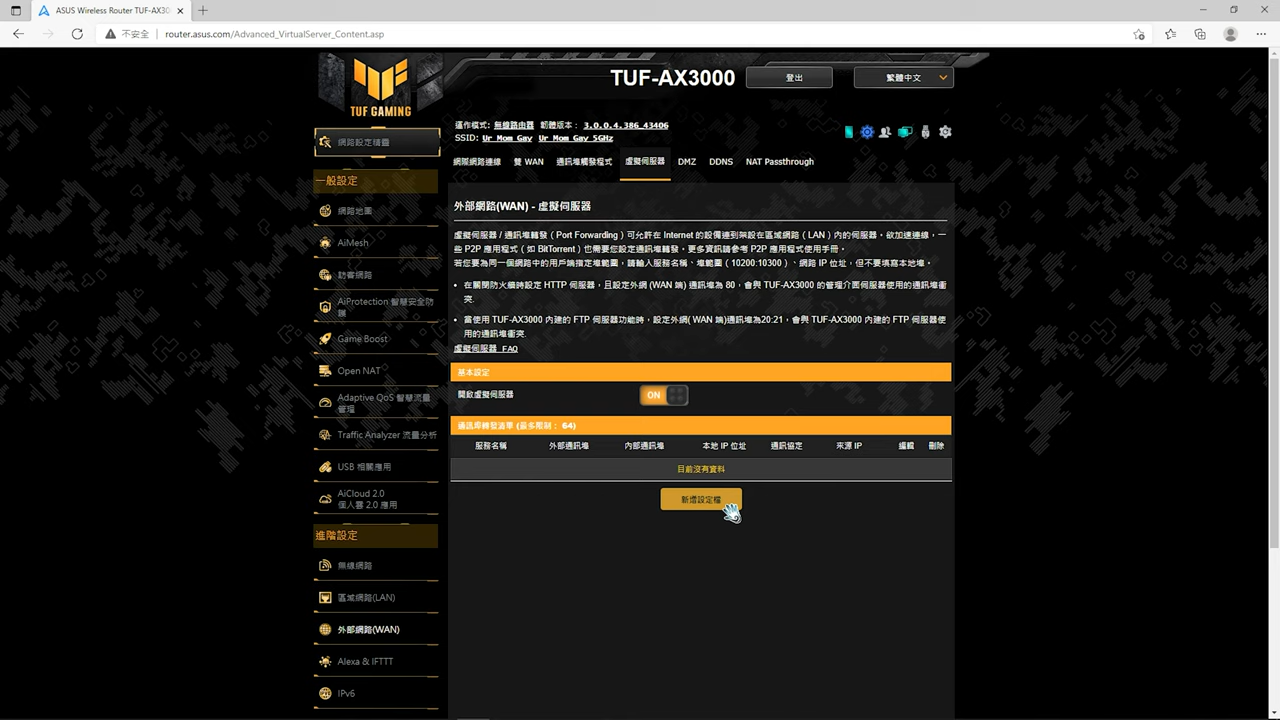 ASUS Wireless Router TUF-AX30
不安全
router.asus.com/Advanced_VirtualServer_Content.asp
TUF GAMING
TUF-AX3000
登出
繁體中文
運作模式: 無線路由器 韌體版本: 3.0.0.4.386_43406
SSID: Ur Mom Gay Ur Mom Gay 5GHz
網際網路連線 雙 WAN 通訊埠觸發程式 虛擬伺服器 DMZ DDNS NAT Passthrough
網路設定精靈
一般設定
網路地圖
AiMesh
訪客網路
AiProtection 智慧安全防護
Game Boost
Open NAT
Adaptive QoS 智慧流量管理
Traffic Analyzer 流量分析
USB 相關應用
AiCloud 2.0
個人雲 2.0 應用
進階設定
無線網路
區域網路(LAN)
外部網路(WAN)
Alexa & IFTTT
IPv6
外部網路(WAN) - 虛擬伺服器
虛擬伺服器 / 通訊埠轉發（Port Forwarding）可允許在 Internet 的設備連到架設在區域網路（LAN）內的伺服器。欲加速連線，一
些 P2P 應用程式（如 BitTorrent）也需要您設定通訊埠轉發。更多資訊請參考 P2P 應用程式使用手冊。
若您要為同一個網路中的用戶端指定埠範圍，請輸入服務名稱、埠範圍（10200:10300）、網路 IP 位址，但不要填寫本地埠。
• 在關閉防火牆時設定 HTTP 伺服器，且設定外網 (WAN 端) 通訊埠為 80，會與 TUF-AX3000 的管理介面伺服器使用的通訊埠衝
突.
• 當使用 TUF-AX3000 內建的 FTP 伺服器功能時，設定外網( WAN 端)通訊埠為20:21，會與 TUF-AX3000 內建的 FTP 伺服器使
用的通訊埠衝突.
虛擬伺服器 FAQ
基本設定
開啟虛擬伺服器
ON
通訊埠轉發清單 (最多限制： 64)
服務名稱 外部通訊埠 內部通訊埠 本地 IP 位址 通訊協定 來源 IP 編輯 刪除
目前沒有資料
新增設定檔